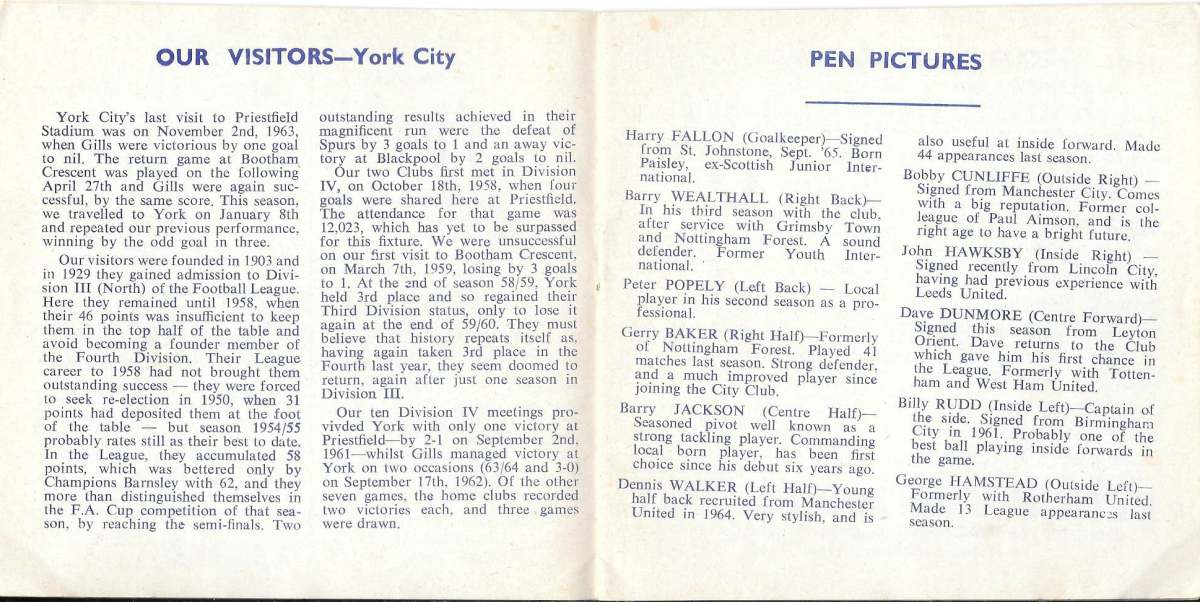 OUR VISITORS—York City
York City's last visit to Priestfield
Stadium was on November 2nd, 1963,
when Gills were victorious by one goal
to nil. The return game at Bootham
Crescent was played on the following
April 27th and Gills were again suc-
cessful, by the same score. This season,
we travelled to York on January 8th
and repeated our previous performance,
winning by the odd goal in three.
Our visitors were founded in 1903 and
in 1929 they gained admission to Divi-
sion III (North) of the Football League.
Here they remained until 1958, when
their 46 points was insufficient to keep
them in the top half of the table and
avoid becoming a founder member of
the Fourth Division. Their League
career to 1958 had not brought them
outstanding success — they were forced
to seek re-election in 1950, when 31
points had deposited them at the foot
of the table — but season 1954/55
probably rates still as their best to date.
In the League, they accumulated 58
points, which was bettered only by
Champions Barnsley with 62, and they
more than distinguished themselves in
the F.A. Cup competition of that sea-
son, by reaching the semi-finals. Two
outstanding results achieved in their
magnificent run were the defeat of
Spurs by 3 goals to 1 and an away vic-
tory at Blackpool by 2 goals to nil.
Our two Clubs first met in Division
IV, on October 18th, 1958, when four
goals were shared here at Priestfield.
The attendance for that game was
12,023, which has yet to be surpassed
for this fixture. We were unsuccessful
on our first visit to Bootham Crescent,
on March 7th, 1959, losing by 3 goals
to 1. At the end of season 58/59, York
held 3rd place and so regained their
Third Division status, only to lose it
again at the end of 59/60. They must
believe that history repeats itself as,
having again taken 3rd place in the
Fourth last year, they seem doomed to
return, again after just one season in
Division III.
Our ten Division IV meetings pro-
vivded York with only one victory at
Priestfield—by 2-1 on September 2nd,
1961—whilst Gills managed victory at
York on two occasions (63/64 and 3-0)
on September 17th, 1962). Of the other
seven games, the home clubs recorded
two victories each, and three games
were drawn.
PEN PICTURES
Harry FALLON (Goalkeeper)—Signed
from St. Johnstone, Sept. '65. Born
Paisley, ex-Scottish Junior Inter-
national.
Barry WEALTHALL (Right Back)—
In his third season with the club,
after service with Grimsby Town
and Nottingham Forest. A sound
defender. Former Youth Inter-
national.
Peter POPELY (Left Back) — Local
player in his second season as a pro-
fessional.
Gerry BAKER (Right Half)—Formerly
of Nottingham Forest. Played 41
matches last season. Strong defender,
and a much improved player since
joining the City Club.
Barry JACKSON (Centre Half)—
Seasoned pivot well known as a
strong tackling player. Commanding
local born player, has been first
choice since his debut six years ago.
Dennis WALKER (Left Half)—Young
half back recruited from Manchester
United in 1964. Very stylish, and is
also useful at inside forward. Made
44 appearances last season.
Bobby CUNLIFFE (Outside Right) —
Signed from Manchester City. Comes
with a big reputation. Former col-
league of Paul Aimson, and is the
right age to have a bright future.
John HAWKSBY (Inside Right) —
Signed recently from Lincoln City,
having had previous experience with
Leeds United.
Dave DUNMORE (Centre Forward)—
Signed this season from Leyton
Orient. Dave returns to the Club
which gave him his first chance in
the League. Formerly with Totten-
ham and West Ham United.
Billy RUDD (Inside Left)—Captain of
the side. Signed from Birmingham
City in 1961. Probably one of the
best ball playing inside forwards in
the game.
George HAMSTEAD (Outside Left)—
Formerly with Rotherham United.
Made 13 League appearances last
season.